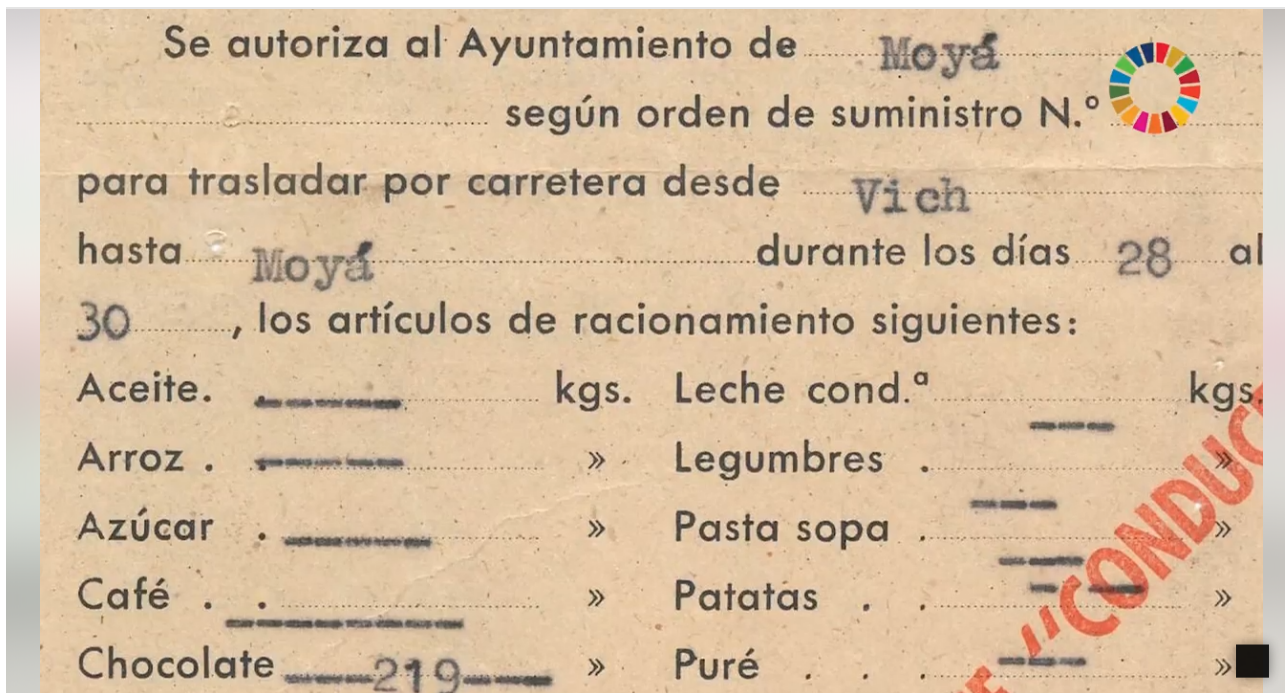 Se autoriza al Ayuntamiento de Moyá
según orden de suministro N.º
para trasladar por carretera desde Vich
hasta Moyá durante los días 28 al
30, los artículos de racionamiento siguientes:
Aceite. ----- kgs. Leche cond.ª --- kgs.
Arroz . ----- » Legumbres . --- »
Azúcar . ----- » Pasta sopa . --- »
Café . . -------- » Patatas . . - -- »
Chocolate ---219--- » Puré . . . --- »
E "CONDUC